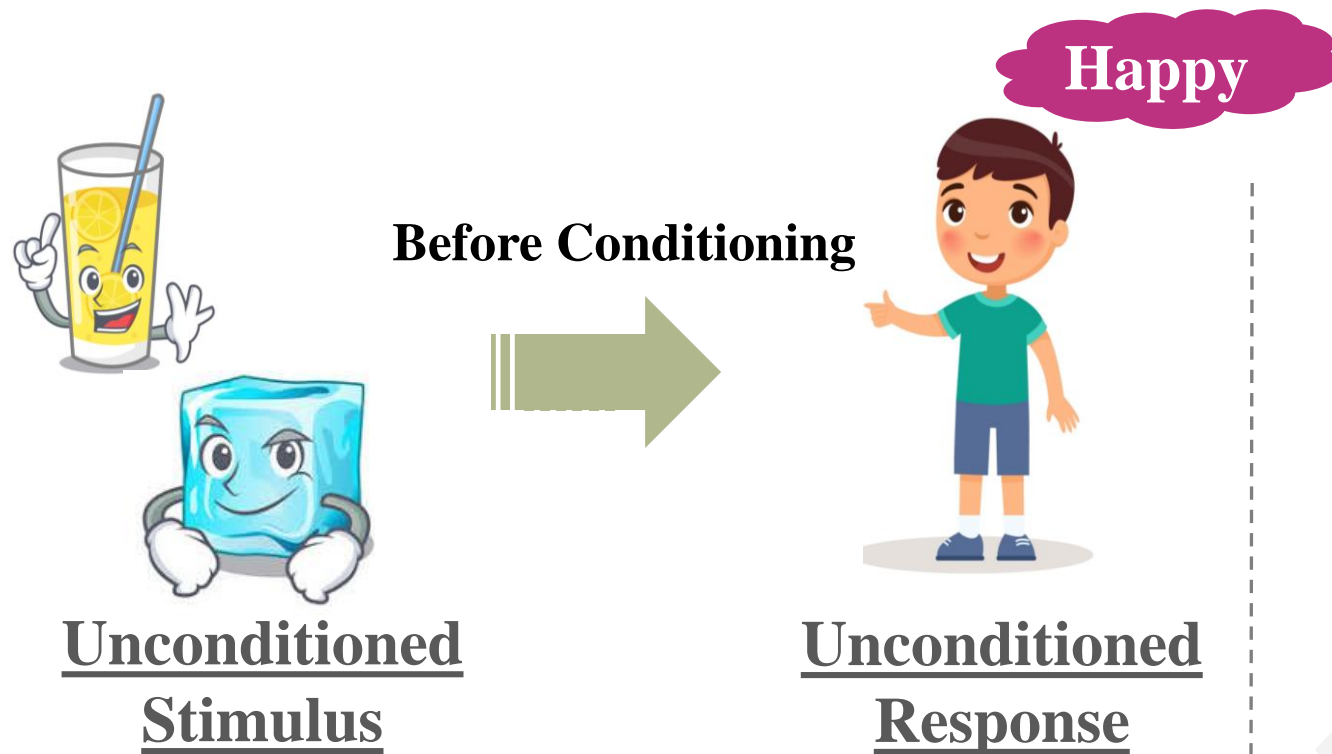 Happy
Before Conditioning
Unconditioned
Stimulus
Unconditioned
Response